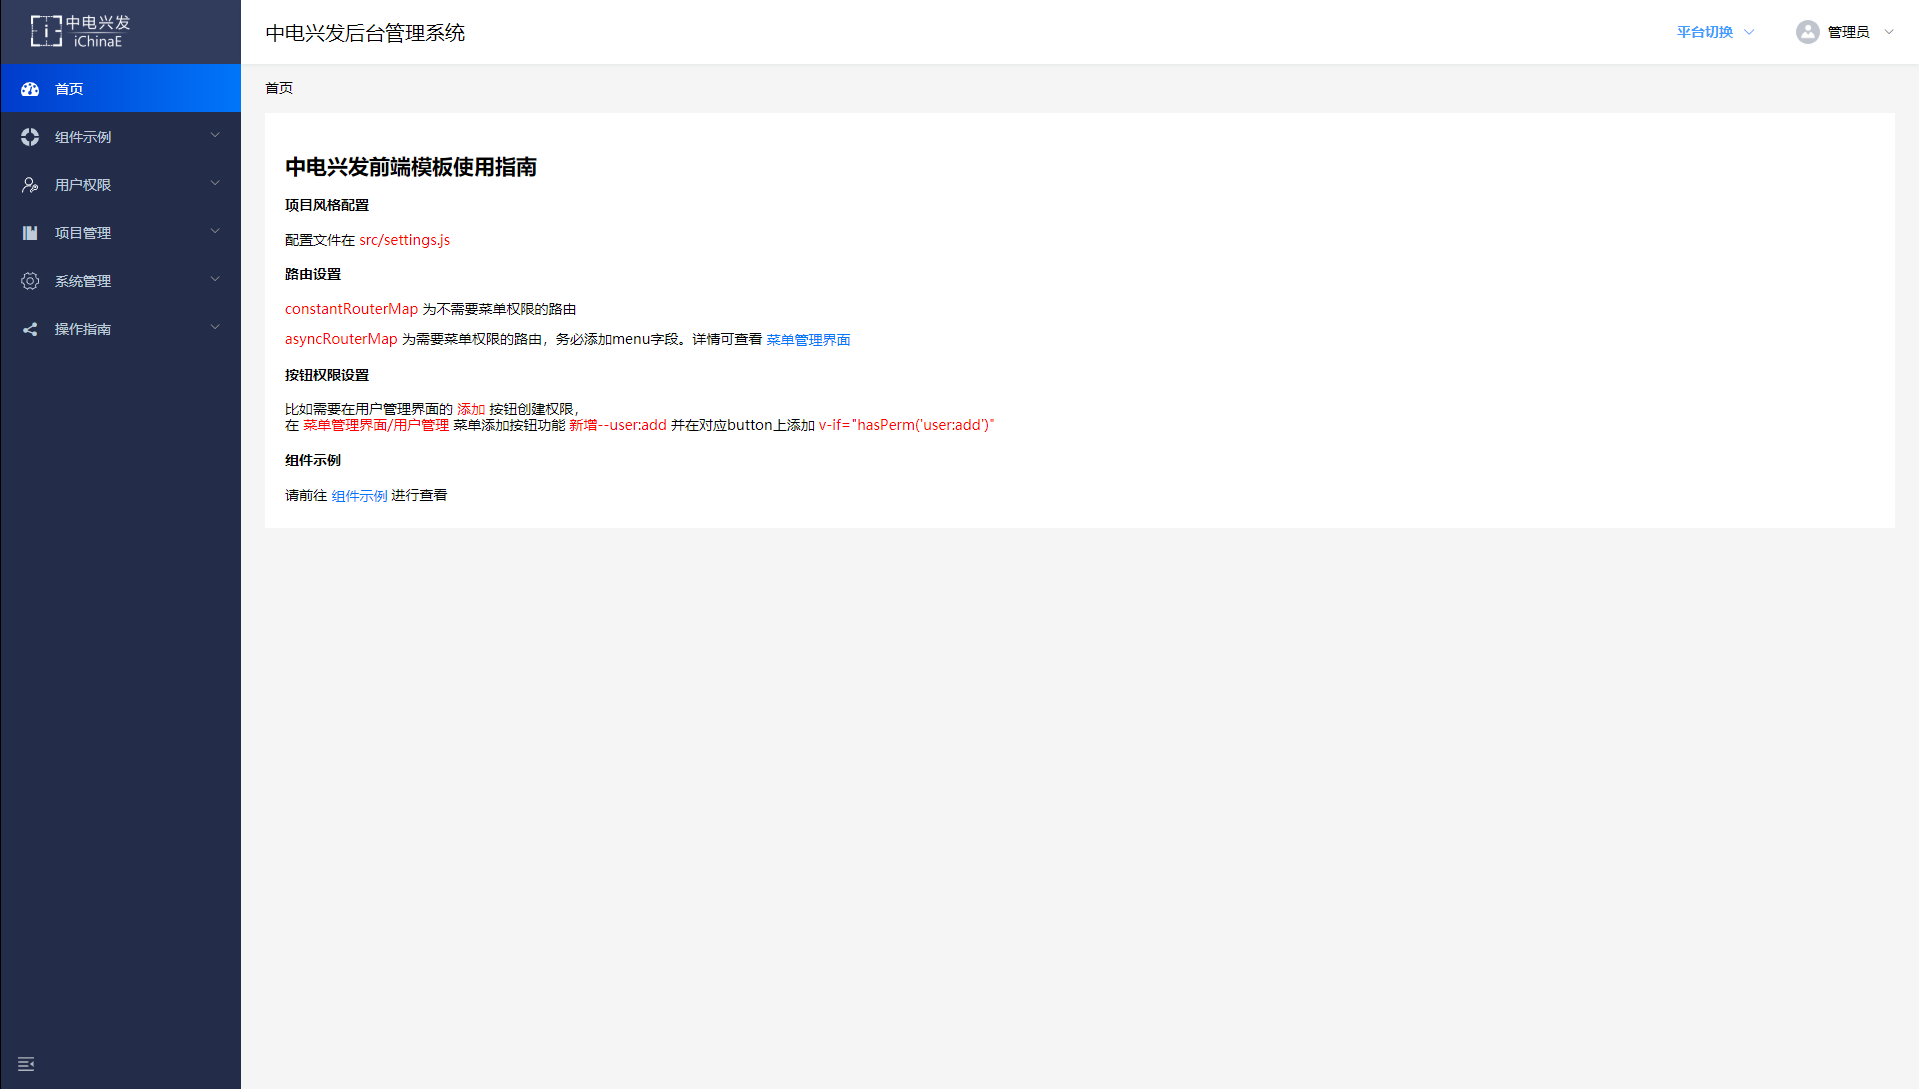 中电兴发
iChinaE
中电兴发后台管理系统
平台切换
管理员
首页
组件示例
用户权限
项目管理
系统管理
操作指南
首页
中电兴发前端模板使用指南
项目风格配置
配置文件在 src/settings.js
路由设置
constantRouterMap 为不需要菜单权限的路由
asyncRouterMap 为需要菜单权限的路由，务必添加menu字段。详情可查看 菜单管理界面
按钮权限设置
比如需要在用户管理界面的 添加 按钮创建权限，
在 菜单管理界面/用户管理 菜单添加按钮功能 新增--user:add 并在对应button上添加 v-if="hasPerm('user:add')"
组件示例
请前往 组件示例 进行查看